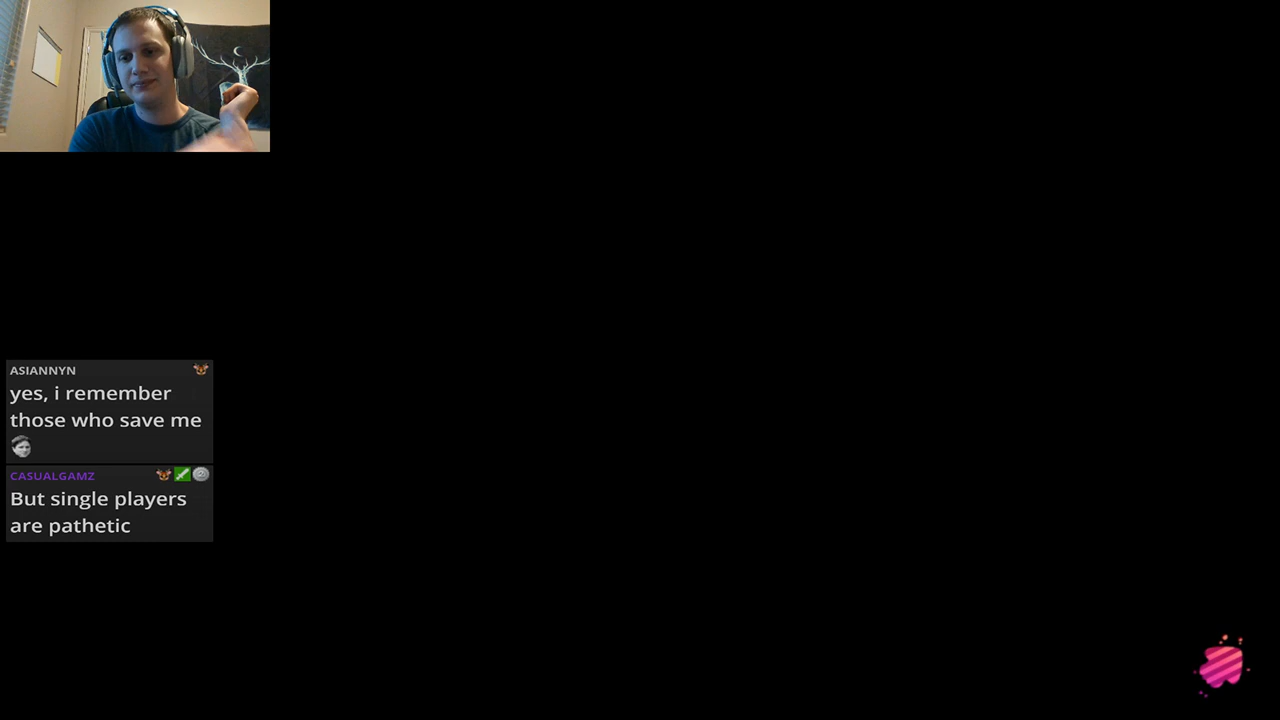 ASIANNYN
yes, i remember
those who save me
CASUALGAMZ
But single players
are pathetic